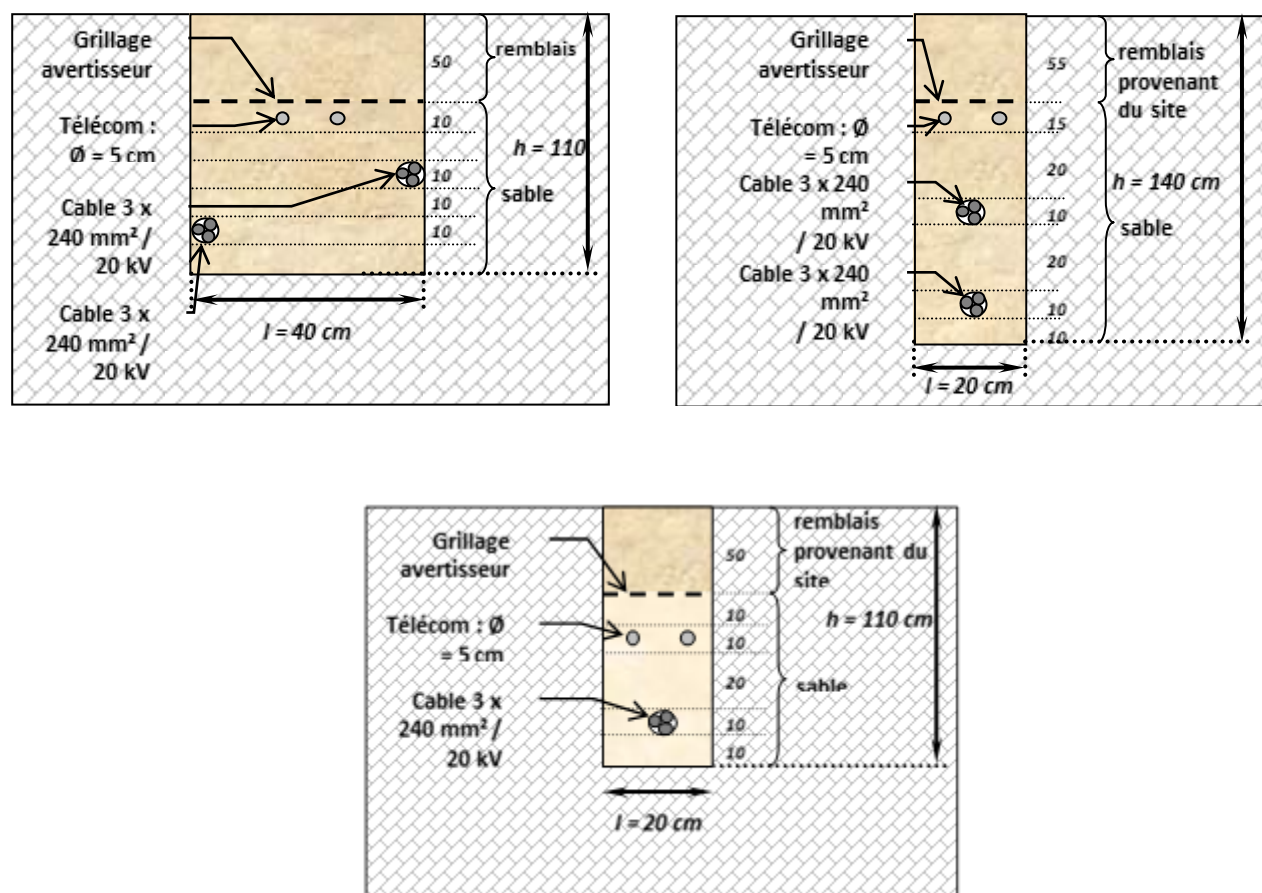 Grillage
avertisseur
Télécom :
Ø = 5 cm
Cable 3 x
240 mm² /
20 kV
Cable 3 x
240 mm² /
20 kV
50
10
10
10
10
remblais
sable
h = 110
l = 40 cm
Grillage
avertisseur
Télécom : Ø
= 5 cm
Cable 3 x 240
mm²
/ 20 kV
Cable 3 x 240
mm²
/ 20 kV
55
15
20
10
20
10
10
remblais
provenant
du site
sable
h = 140 cm
l = 20 cm
Grillage
avertisseur
Télécom : Ø
= 5 cm
Cable 3 x
240 mm² /
20 kV
50
10
10
20
10
10
remblais
provenant du
site
sable
h = 110 cm
l = 20 cm